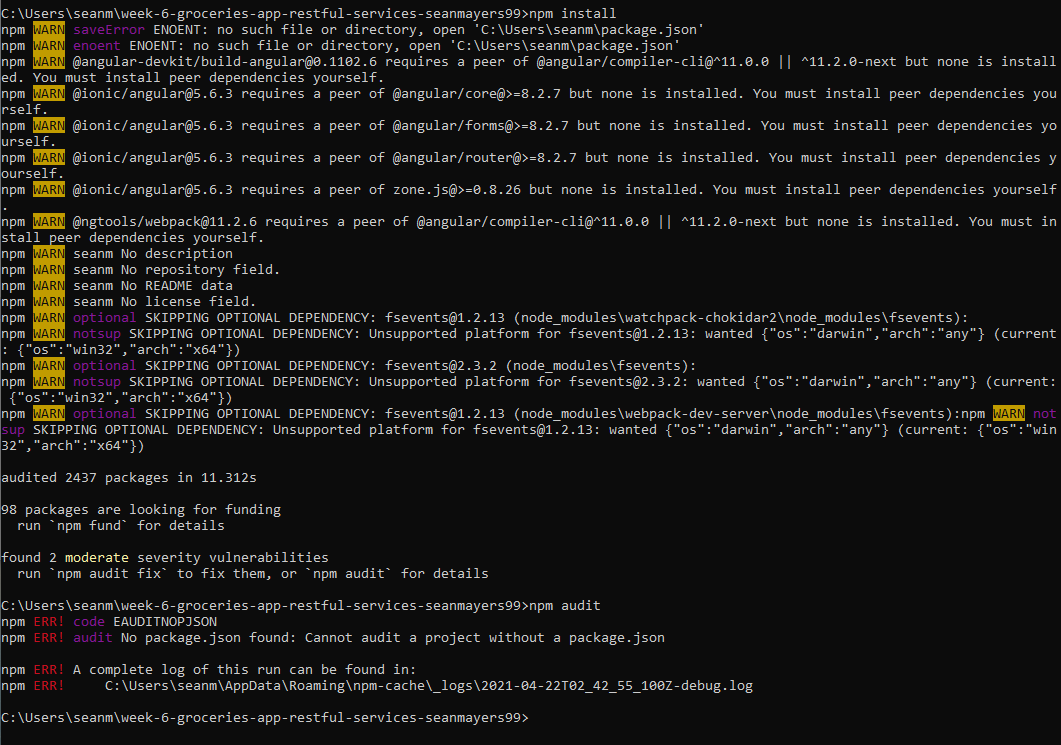 C:\Users\seanm\week-6-groceries-app-restful-services-seanmayers99>npm install
npm WARN saveError ENOENT: no such file or directory, open 'C:\Users\seanm\package.json'
npm WARN enoent ENOENT: no such file or directory, open 'C:\Users\seanm\package.json'
npm WARN @angular-devkit/build-angular@0.1102.6 requires a peer of @angular/compiler-cli@^11.0.0 || ^11.2.0-next but none is install
ed. You must install peer dependencies yourself.
npm WARN @ionic/angular@5.6.3 requires a peer of @angular/core@>=8.2.7 but none is installed. You must install peer dependencies you
rself.
npm WARN @ionic/angular@5.6.3 requires a peer of @angular/forms@>=8.2.7 but none is installed. You must install peer dependencies yo
urself.
npm WARN @ionic/angular@5.6.3 requires a peer of @angular/router@>=8.2.7 but none is installed. You must install peer dependencies y
ourself.
npm WARN @ionic/angular@5.6.3 requires a peer of zone.js@>=0.8.26 but none is installed. You must install peer dependencies yourself
.
npm WARN @ngtools/webpack@11.2.6 requires a peer of @angular/compiler-cli@^11.0.0 || ^11.2.0-next but none is installed. You must in
stall peer dependencies yourself.
npm WARN seanm No description
npm WARN seanm No repository field.
npm WARN seanm No README data
npm WARN seanm No license field.
npm WARN optional SKIPPING OPTIONAL DEPENDENCY: fsevents@1.2.13 (node_modules\watchpack-chokidar2\node_modules\fsevents):
npm WARN notsup SKIPPING OPTIONAL DEPENDENCY: Unsupported platform for fsevents@1.2.13: wanted {"os":"darwin","arch":"any"} (current
: {"os":"win32","arch":"x64"})
npm WARN optional SKIPPING OPTIONAL DEPENDENCY: fsevents@2.3.2 (node_modules\fsevents):
npm WARN notsup SKIPPING OPTIONAL DEPENDENCY: Unsupported platform for fsevents@2.3.2: wanted {"os":"darwin","arch":"any"} (current:
 {"os":"win32","arch":"x64"})
npm WARN optional SKIPPING OPTIONAL DEPENDENCY: fsevents@1.2.13 (node_modules\webpack-dev-server\node_modules\fsevents):npm WARN not
sup SKIPPING OPTIONAL DEPENDENCY: Unsupported platform for fsevents@1.2.13: wanted {"os":"darwin","arch":"any"} (current: {"os":"win
32","arch":"x64"})
audited 2437 packages in 11.312s
98 packages are looking for funding
  run `npm fund` for details
found 2 moderate severity vulnerabilities
  run `npm audit fix` to fix them, or `npm audit` for details
C:\Users\seanm\week-6-groceries-app-restful-services-seanmayers99>npm audit
npm ERR! code EAUDITNOPJSON
npm ERR! audit No package.json found: Cannot audit a project without a package.json
npm ERR! A complete log of this run can be found in:
npm ERR!     C:\Users\seanm\AppData\Roaming\npm-cache\_logs\2021-04-22T02_42_55_100Z-debug.log
C:\Users\seanm\week-6-groceries-app-restful-services-seanmayers99>